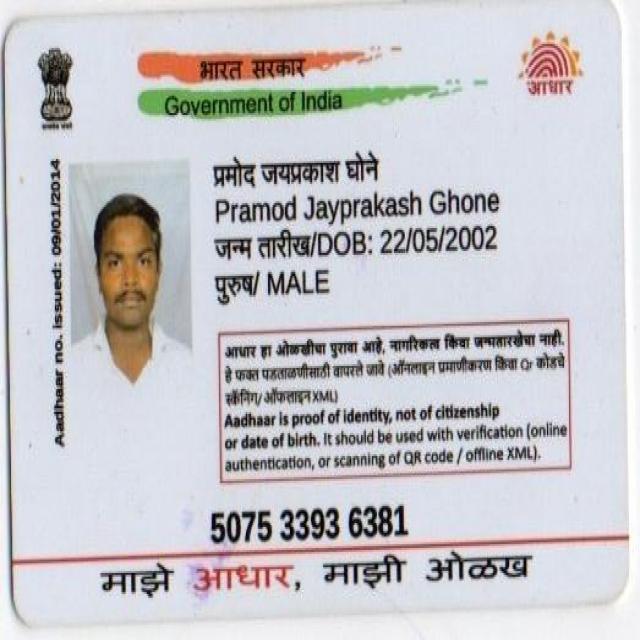 भारत सरकार
Government of India
आधार
Aadhaar no. issued: 09/01/2014
प्रमोद जयप्रकाश घोने
Pramod Jayprakash Ghone
जन्म तारीख/DOB: 22/05/2002
पुरुष/ MALE
आधार हा ओळखीचा पुरावा आहे, नागरिकत्व किंवा जन्मतारखेचा नाही.
हे फक्त पडताळणीसाठी वापरले जावे (ऑनलाइन प्रमाणीकरण किंवा Qr कोडचे
स्कॅनिंग/ऑफलाइन XML)
Aadhaar is proof of identity, not of citizenship
or date of birth. It should be used with verification (online
authentication, or scanning of QR code / offline XML).
5075 3393 6381
माझे आधार, माझी ओळख